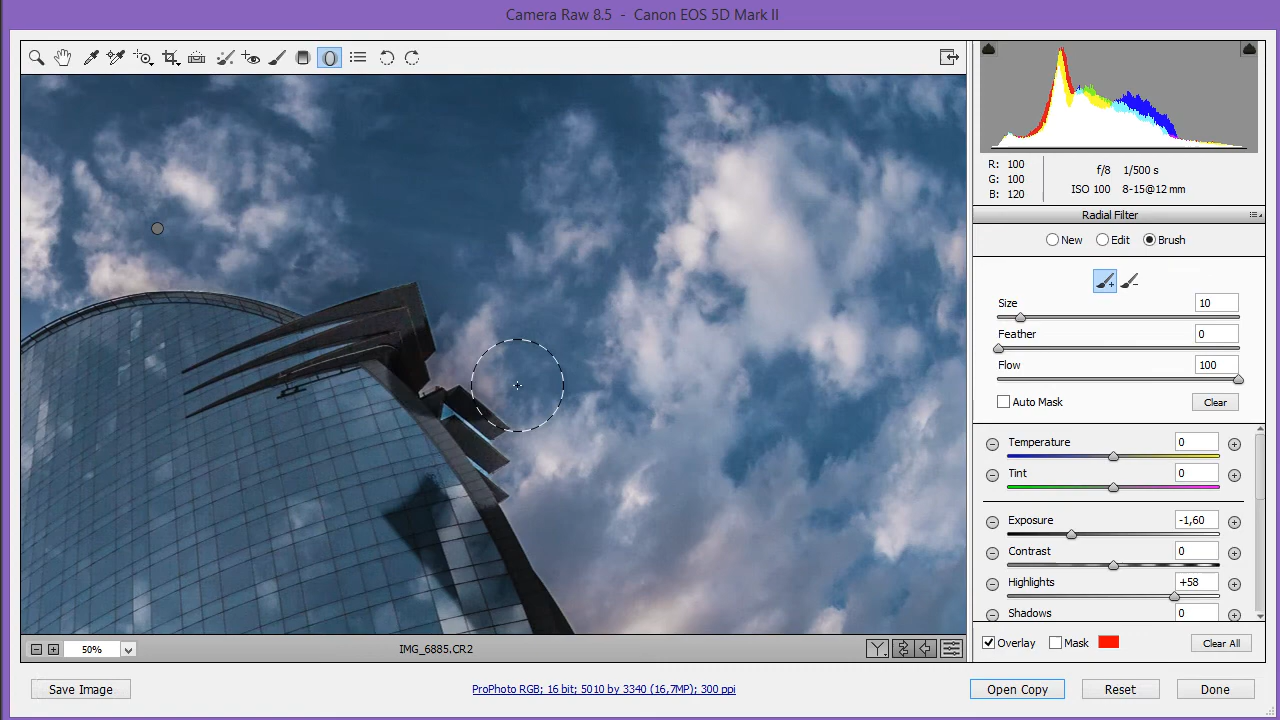 Camera Raw 8.5 - Canon EOS 5D Mark II
R: 100
G: 100
B: 120
f/8 1/500 s
ISO 100 8-15@12 mm
Radial Filter
New Edit Brush
Size 10
Feather 0
Flow 100
Auto Mask Clear
Temperature 0
Tint 0
Exposure -1,60
Contrast 0
Highlights +58
Shadows 0
50% IMG_6885.CR2
Overlay Mask Clear All
Save Image ProPhoto RGB; 16 bit; 5010 by 3340 (16,7MP); 300 ppi Open Copy Reset Done